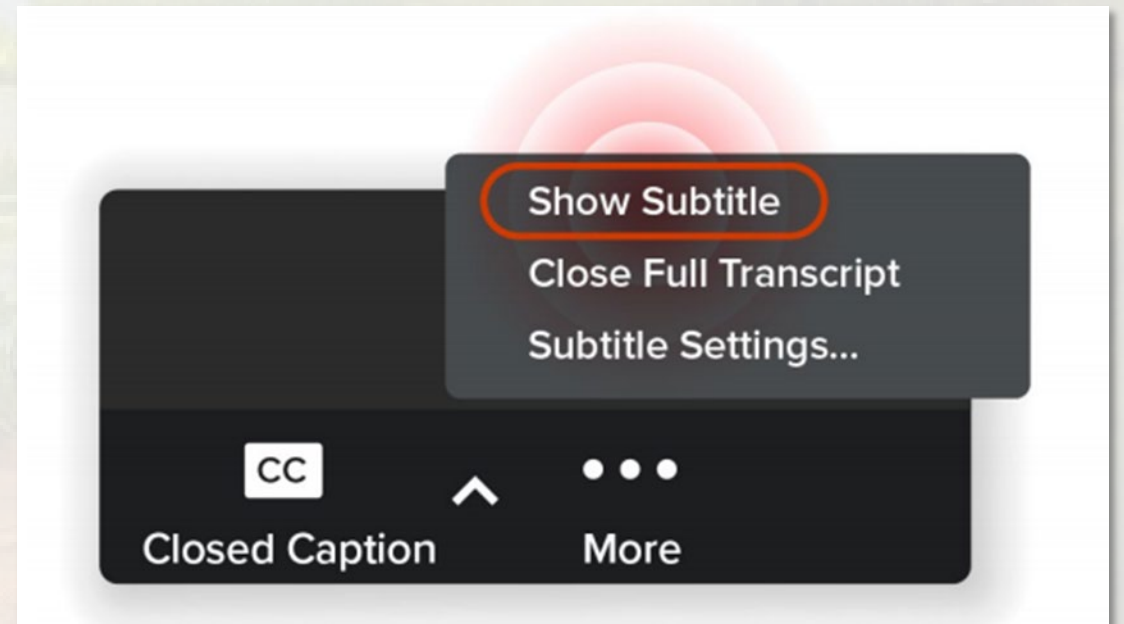 Show Subtitle
Close Full Transcript
Subtitle Settings...
CC
Closed Caption
More